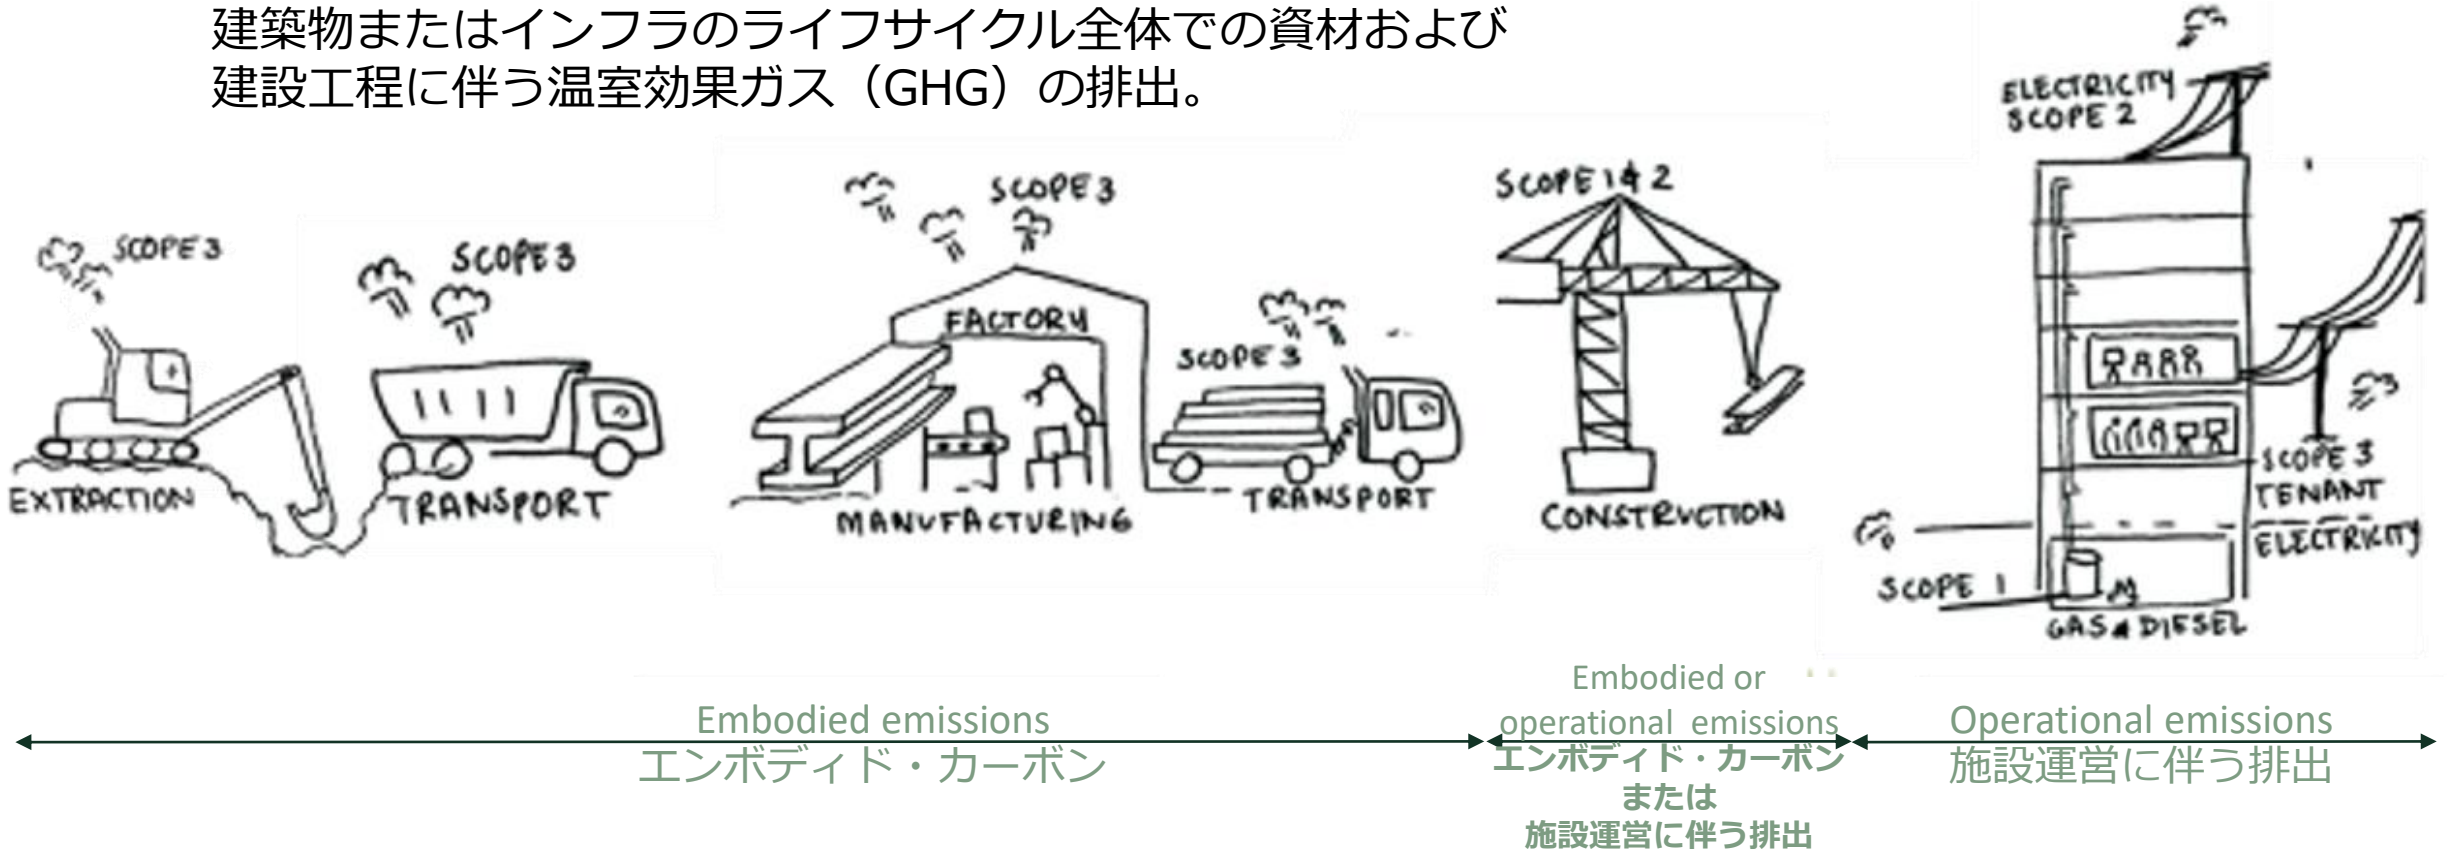 建築物またはインフラのライフサイクル全体での資材および
建設工程に伴う温室効果ガス（GHG）の排出。
SCOPE 3
EXTRACTION
SCOPE 3
TRANSPORT
SCOPE 3
FACTORY
MANUFACTURING
SCOPE 3
TRANSPORT
SCOPE 1 & 2
CONSTRUCTION
ELECTRICITY
SCOPE 2
SCOPE 3
TENANT
ELECTRICITY
SCOPE 1
GAS & DIESEL
Embodied emissions
エンボディド・カーボン
Embodied or
operational emissions
エンボディド・カーボン
または
施設運営に伴う排出
Operational emissions
施設運営に伴う排出